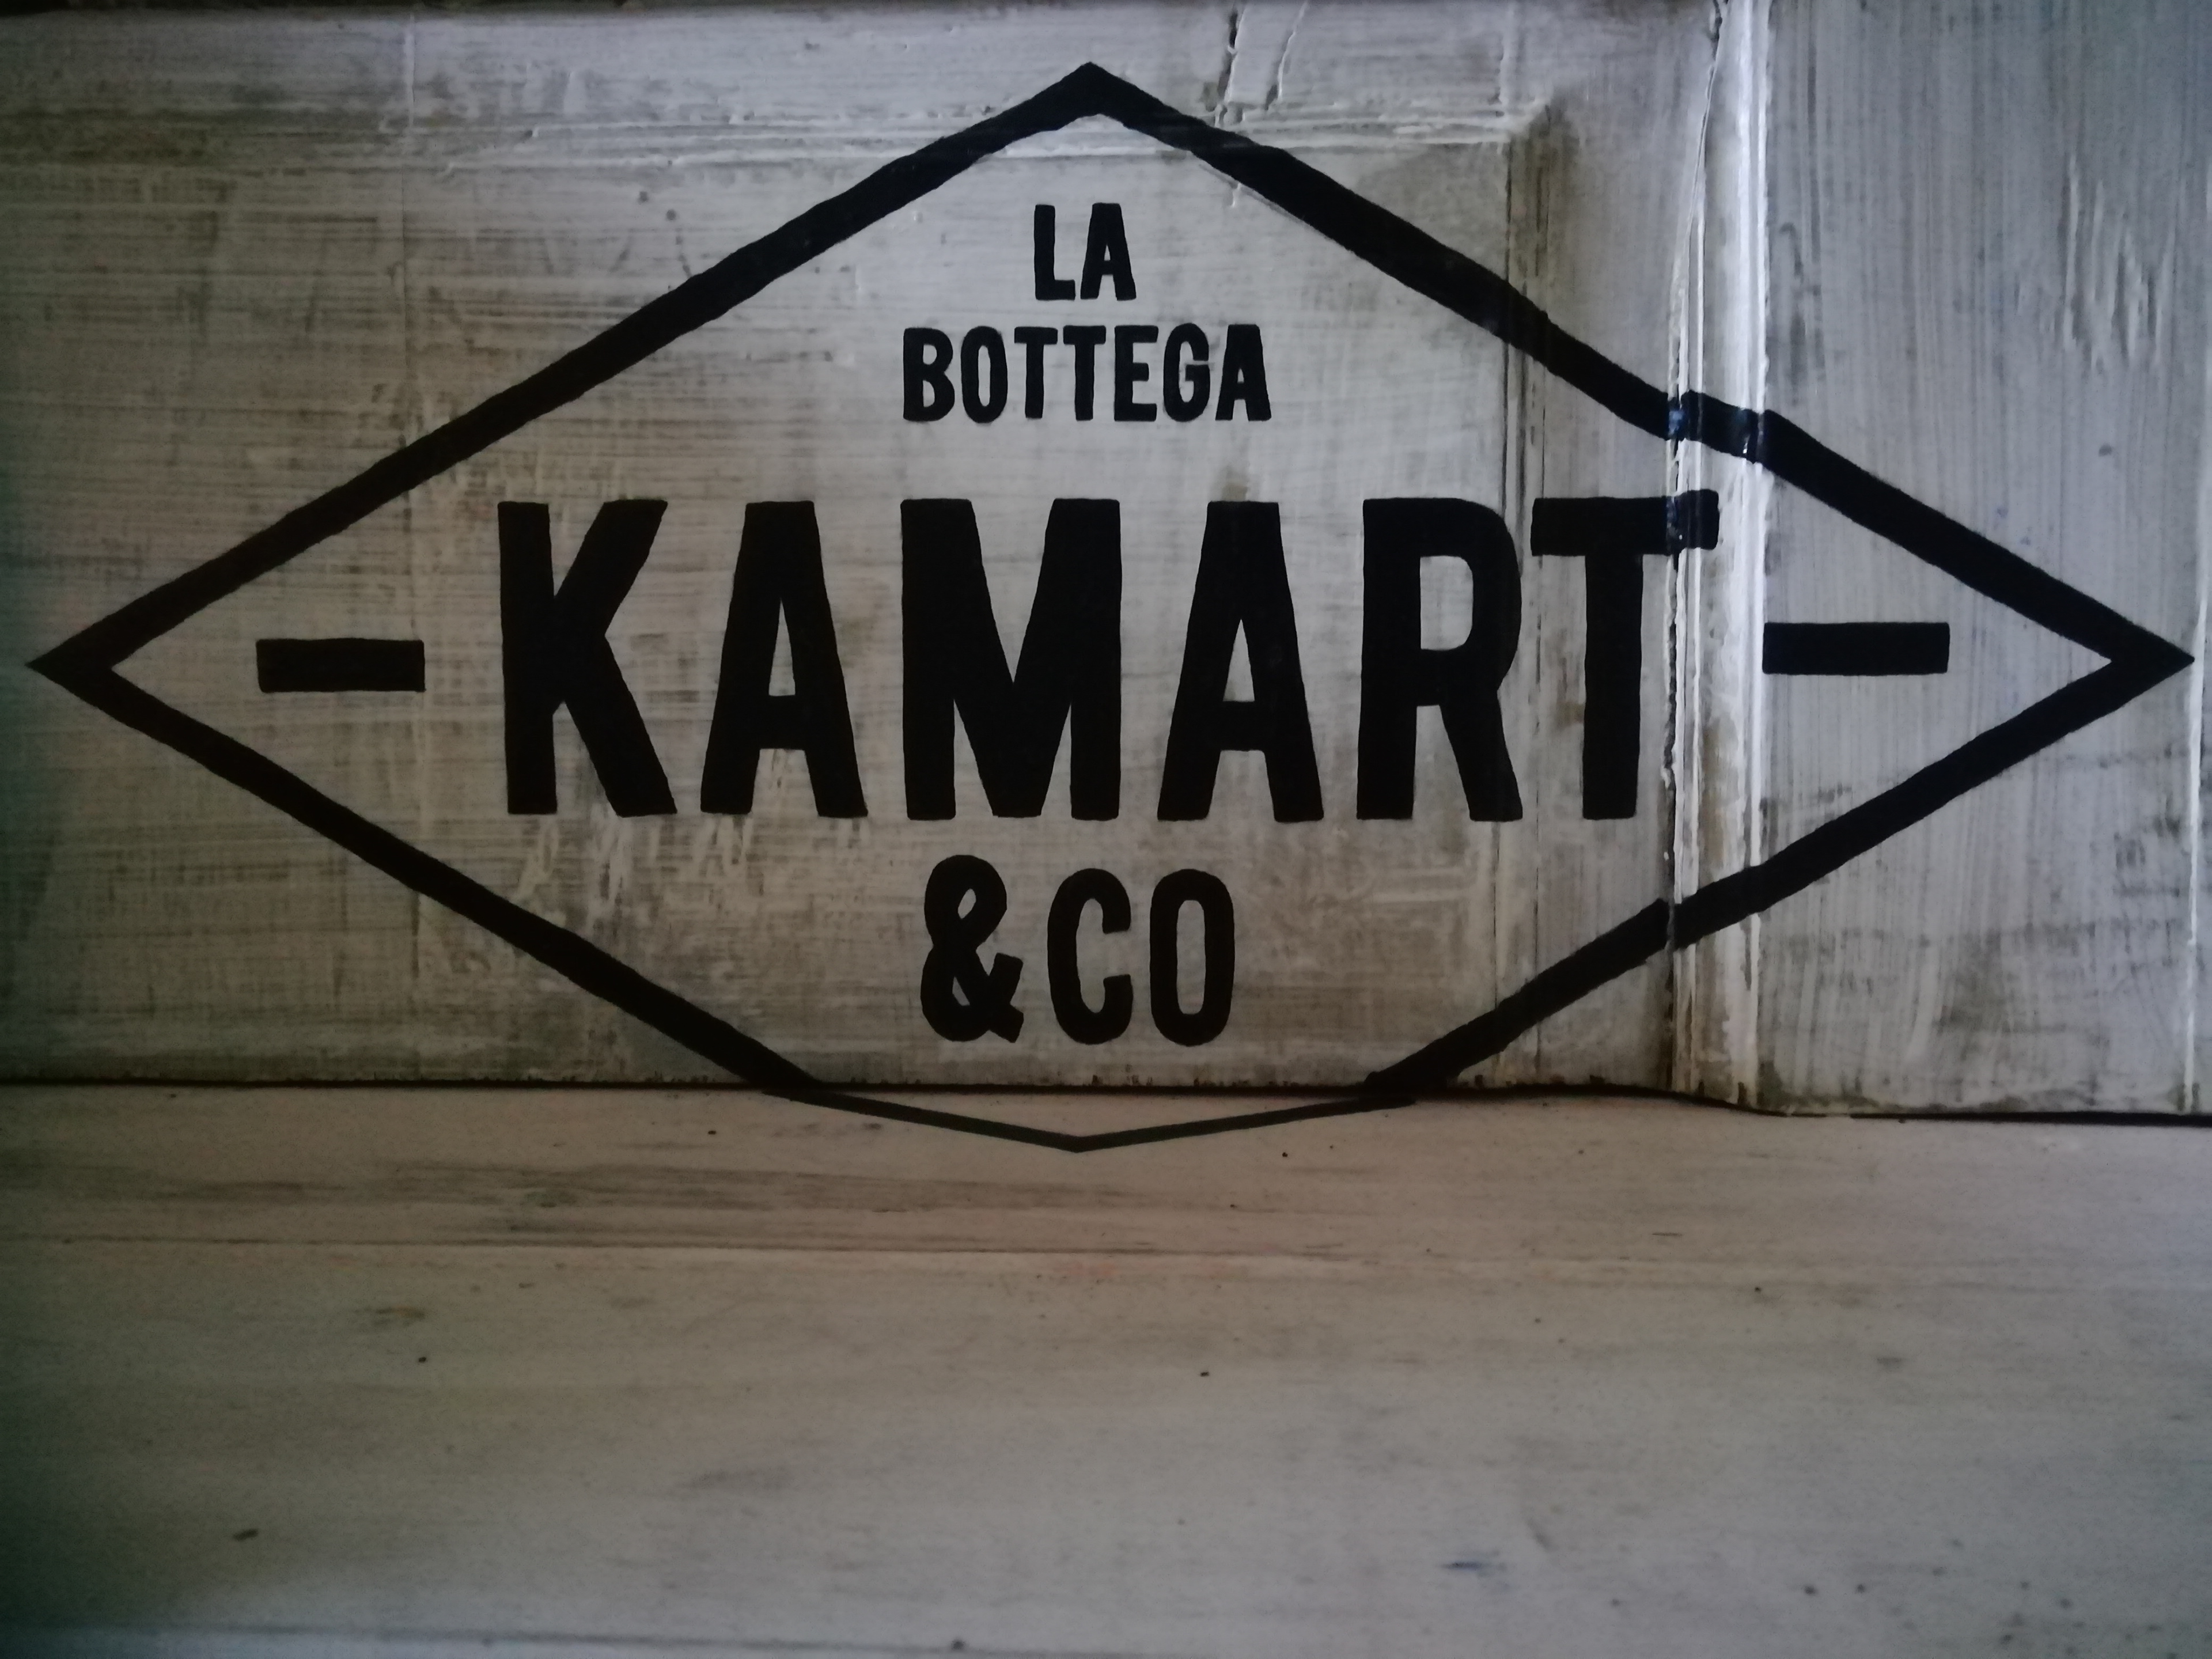 LA
BOTTEGA
- KAMART -
&CO